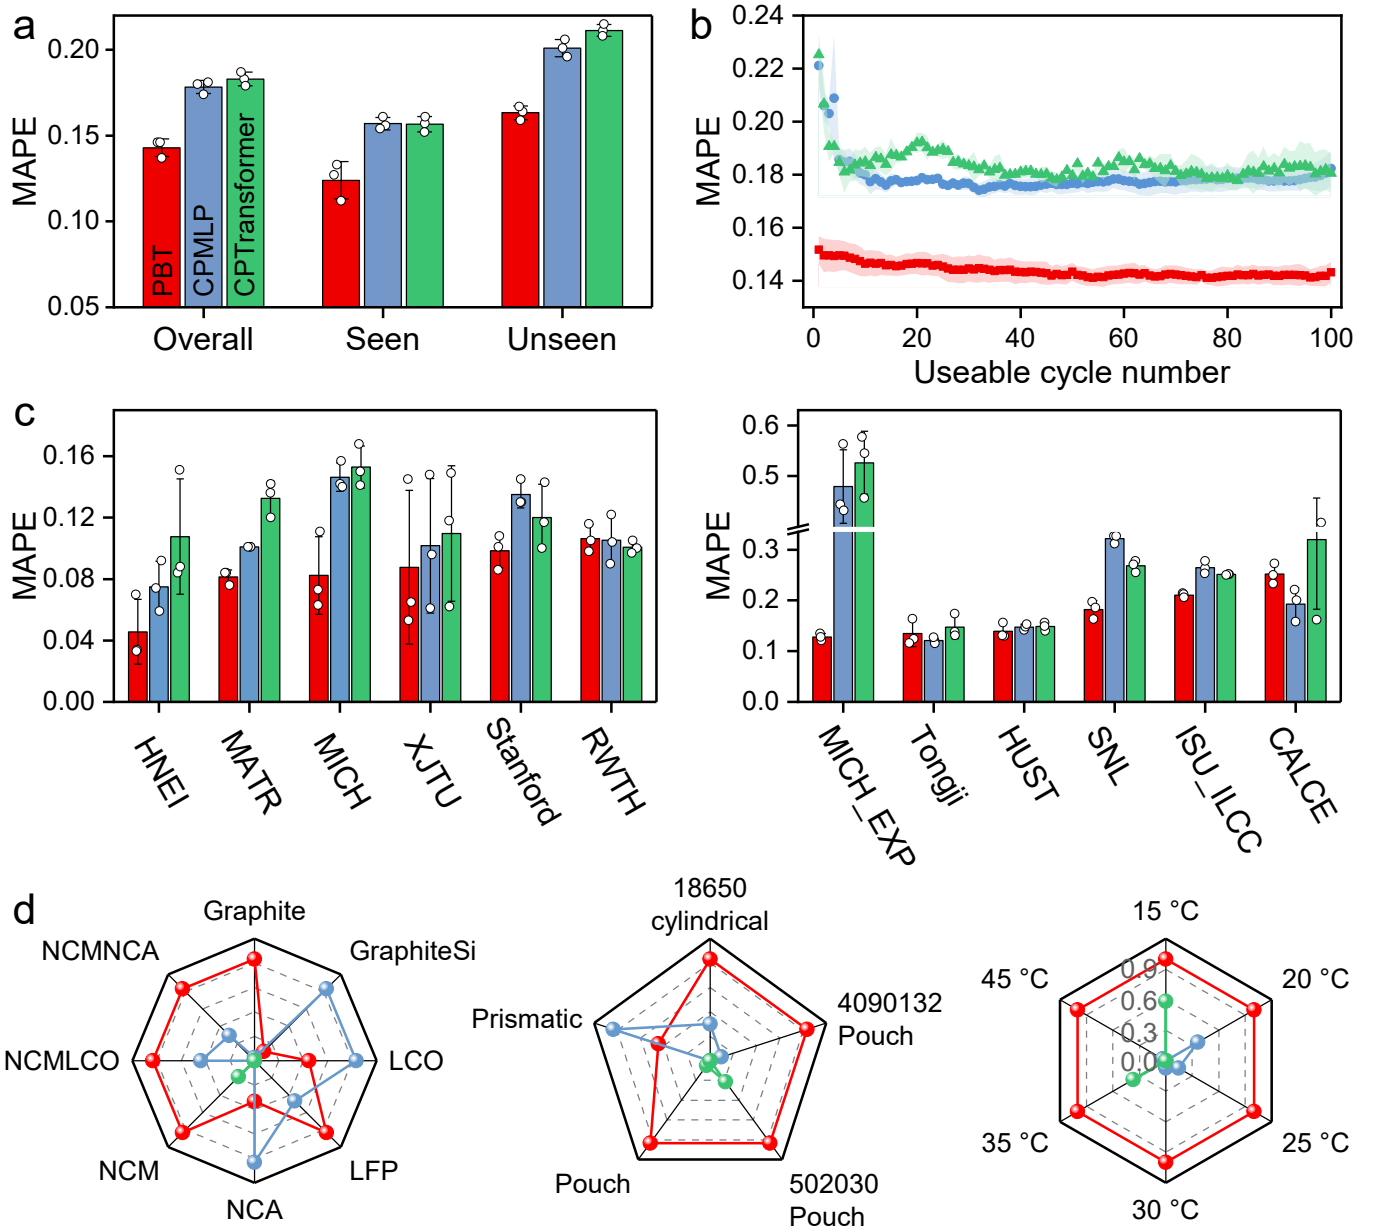 a
MAPE
0.20
0.15
0.10
0.05
PBT
CPMLP
CPTransformer
Overall
Seen
Unseen
b
MAPE
0.24
0.22
0.20
0.18
0.16
0.14
0
20
40
60
80
100
Useable cycle number
c
MAPE
0.16
0.12
0.08
0.04
0.00
HNEI
MATR
MICH
XJTU
Stanford
RWTH
MAPE
0.6
0.5
0.3
0.2
0.1
0.0
MICH_EXP
Tongji
HUST
SNL
ISU_ILCC
CALCE
d
Graphite
GraphiteSi
LCO
LFP
NCA
NCM
NCMLCO
NCMNCA
18650
cylindrical
4090132
Pouch
502030
Pouch
Pouch
Prismatic
15 °C
20 °C
25 °C
30 °C
35 °C
45 °C
0.9
0.6
0.3
0.0